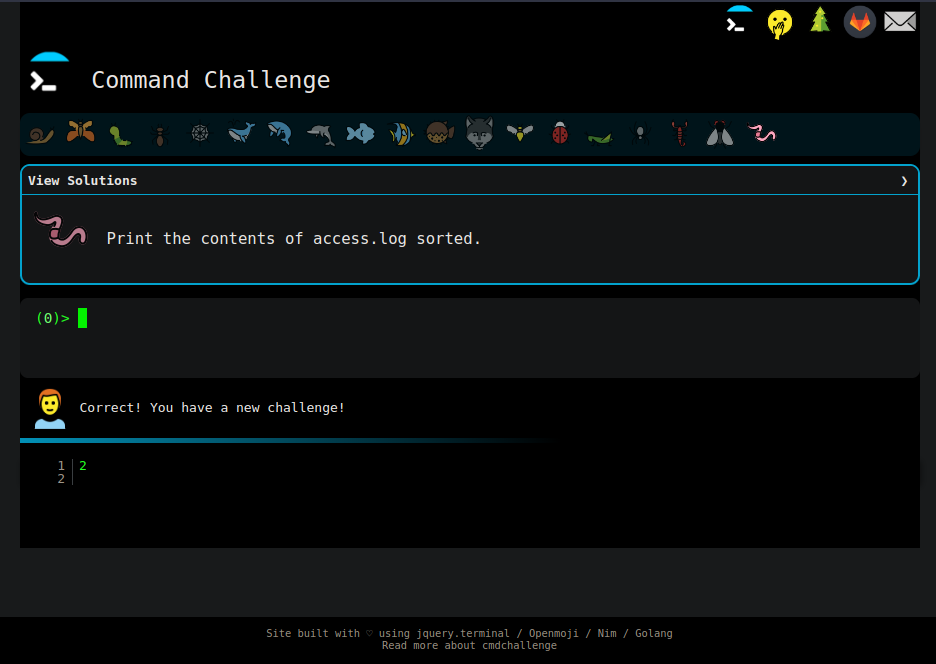 Command Challenge
View Solutions ❯
Print the contents of access.log sorted.
(0)>
Correct! You have a new challenge!
1 2
2
Site built with ♡ using jquery.terminal / Openmoji / Nim / Golang
Read more about cmdchallenge